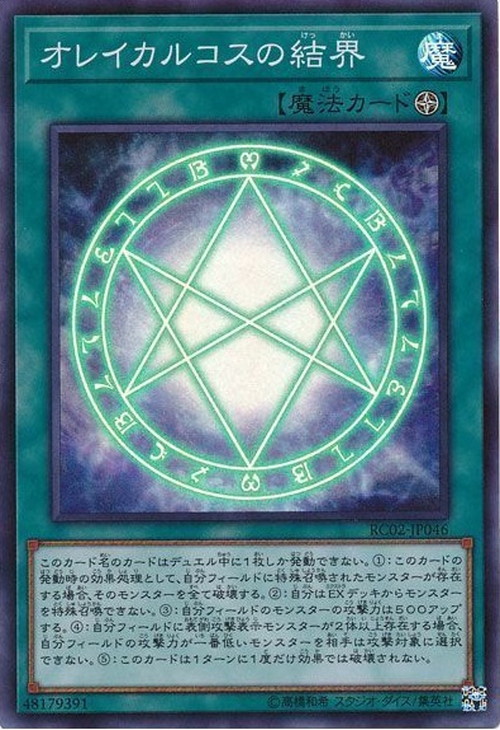 オレイカルコスの結界
魔
【魔法カード】
RC02-JP046
このカード名のカードはデュエル中に1枚しか発動できない。①：このカードの
発動時の効果処理として、自分フィールドに特殊召喚されたモンスターが存在
する場合、そのモンスターを全て破壊する。②：自分はEXデッキからモンスター
を特殊召喚できない。③：自分フィールドのモンスターの攻撃力は500アップ
する。④：自分フィールドに表側攻撃表示モンスターが2体以上存在する場合、
自分フィールドの攻撃力が一番低いモンスターを相手は攻撃対象に選択
できない。⑤：このカードは1ターンに1度だけ効果では破壊されない。
48179391
©高橋和希 スタジオ・ダイス/集英社